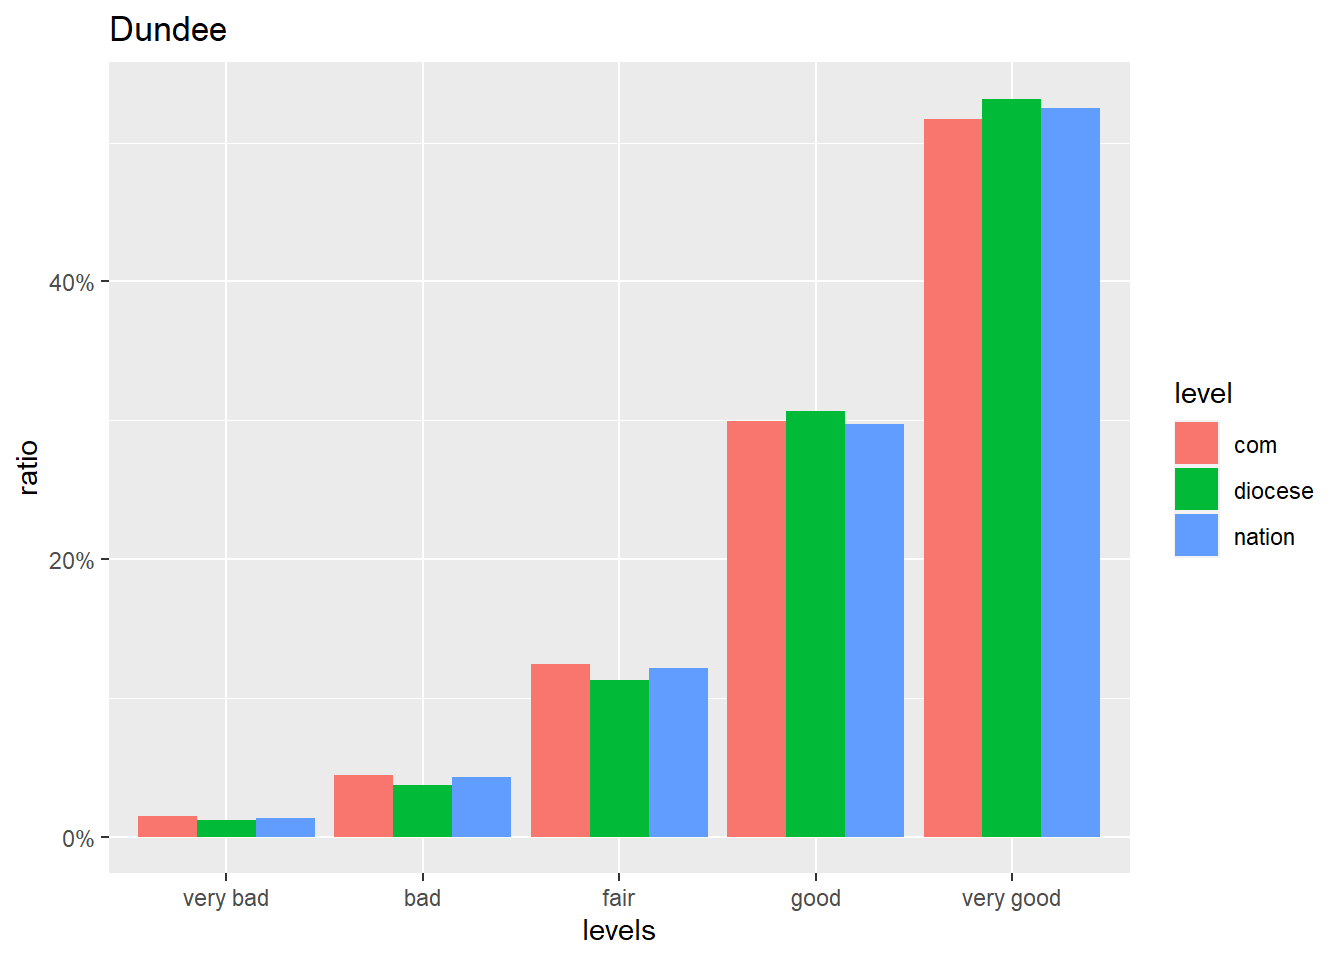 Dundee
ratio
40%
20%
0%
very bad
bad
fair
good
very good
levels
level
com
diocese
nation